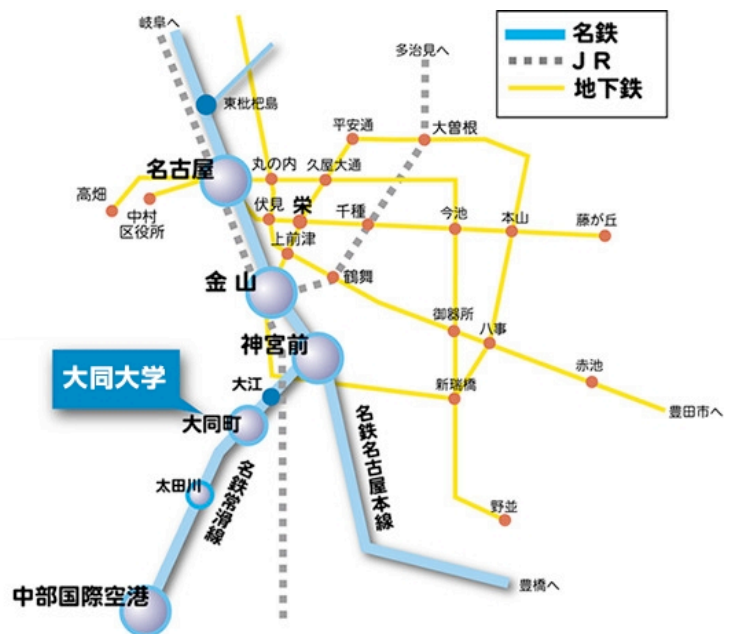 岐阜へ
名鉄
JR
地下鉄
多治見へ
東枇杷島
平安通
大曽根
名古屋
丸の内
久屋大通
高畑
中村
区役所
伏見
栄
千種
今池
本山
藤が丘
上前津
金山
鶴舞
御器所
八事
神宮前
赤池
大同大学
大江
新瑞橋
豊田市へ
大同町
名鉄名古屋本線
太田川
名鉄常滑線
野並
中部国際空港
豊橋へ